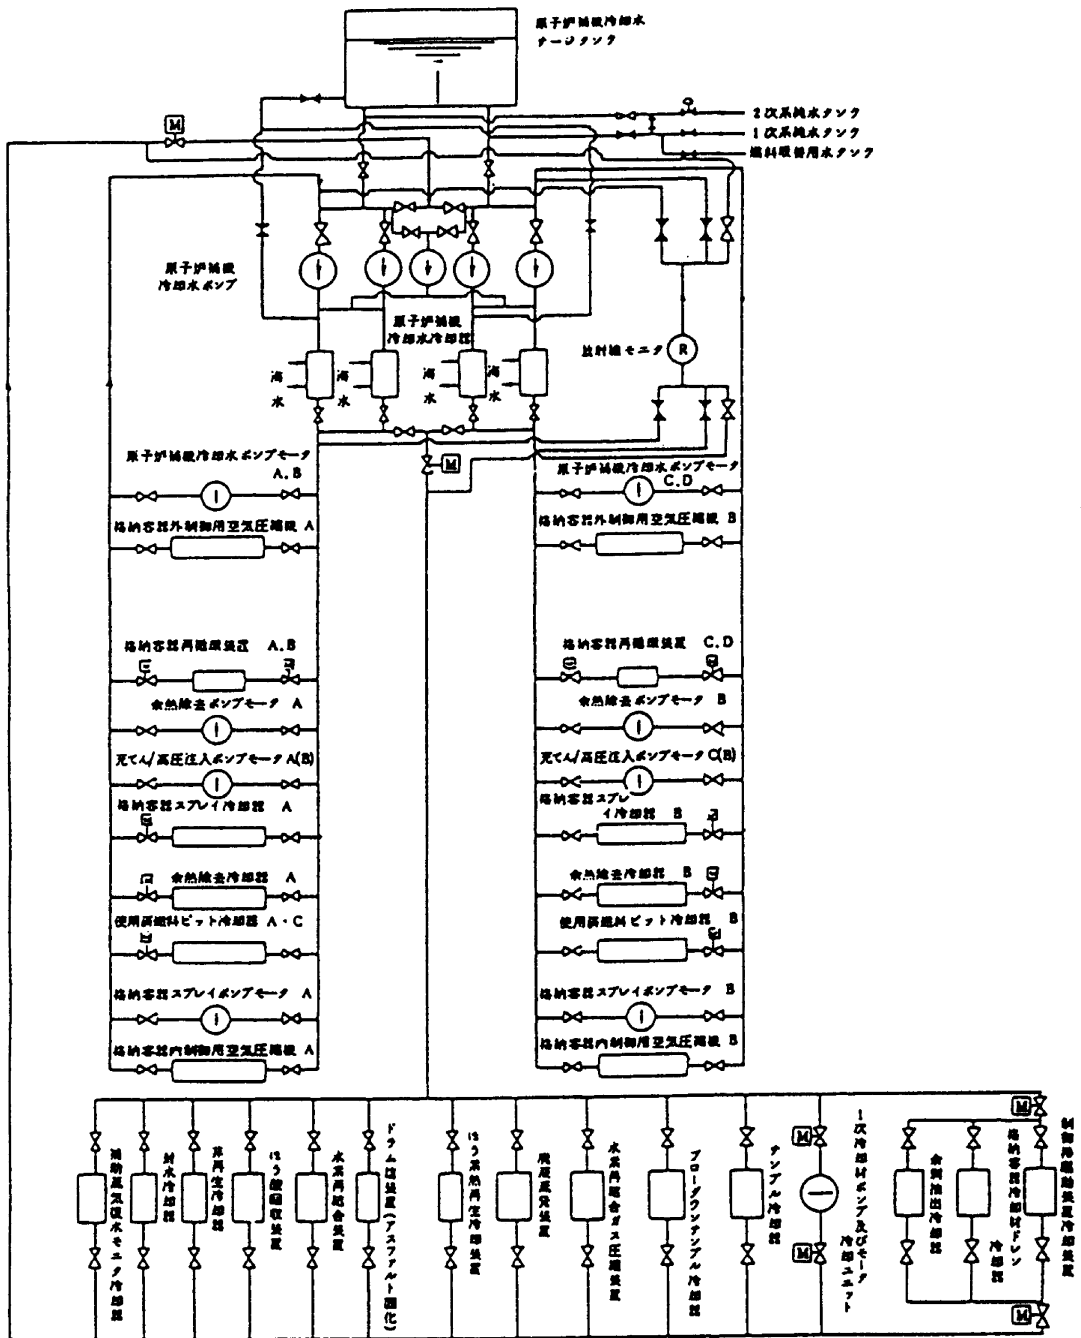 原子炉補機冷却水
サージタンク
M
2次系純水タンク
1次系純水タンク
燃料取替用水タンク
原子炉補機
冷却水ポンプ
原子炉補機
冷却水冷却器
放射線モニタ
R
海水
海水
海水
海水
M
原子炉補機冷却水ポンプモータ
A.B
格納容器外制御用空気圧縮機 A
格納容器再循環装置 A.B
余熱除去ポンプモータ A
充てん/高圧注入ポンプモータ A(B)
格納容器スプレイ冷却器 A
余熱除去冷却器 A
使用済燃料ピット冷却器 A・C
格納容器スプレイポンプモータ A
格納容器内制御用空気圧縮機 A
原子炉補機冷却水ポンプモータ
C.D
格納容器外制御用空気圧縮機 B
格納容器再循環装置 C.D
余熱除去ポンプモータ B
充てん/高圧注入ポンプモータ C(B)
格納容器スプレ
イ冷却器 B
余熱除去冷却器 B
使用済燃料ピット冷却器 B
格納容器スプレイポンプモータ B
格納容器内制御用空気圧縮機 B
補助蒸気復水モニタ冷却器
封水冷却器
非再生冷却器
ほう酸回収装置
水素再結合装置
ドラム詰装置(アスファルト固化)
ほう素熱再生冷却装置
廃液蒸発装置
水素再結合ガス圧縮装置
ブローダウンサンプル冷却器
サンプル冷却器
M
M
1次冷却材ポンプ及びモータ
冷却ユニット
余剰抽出冷却器
格納容器冷却材ドレン
冷却器
M
M
制御棒駆動装置冷却装置